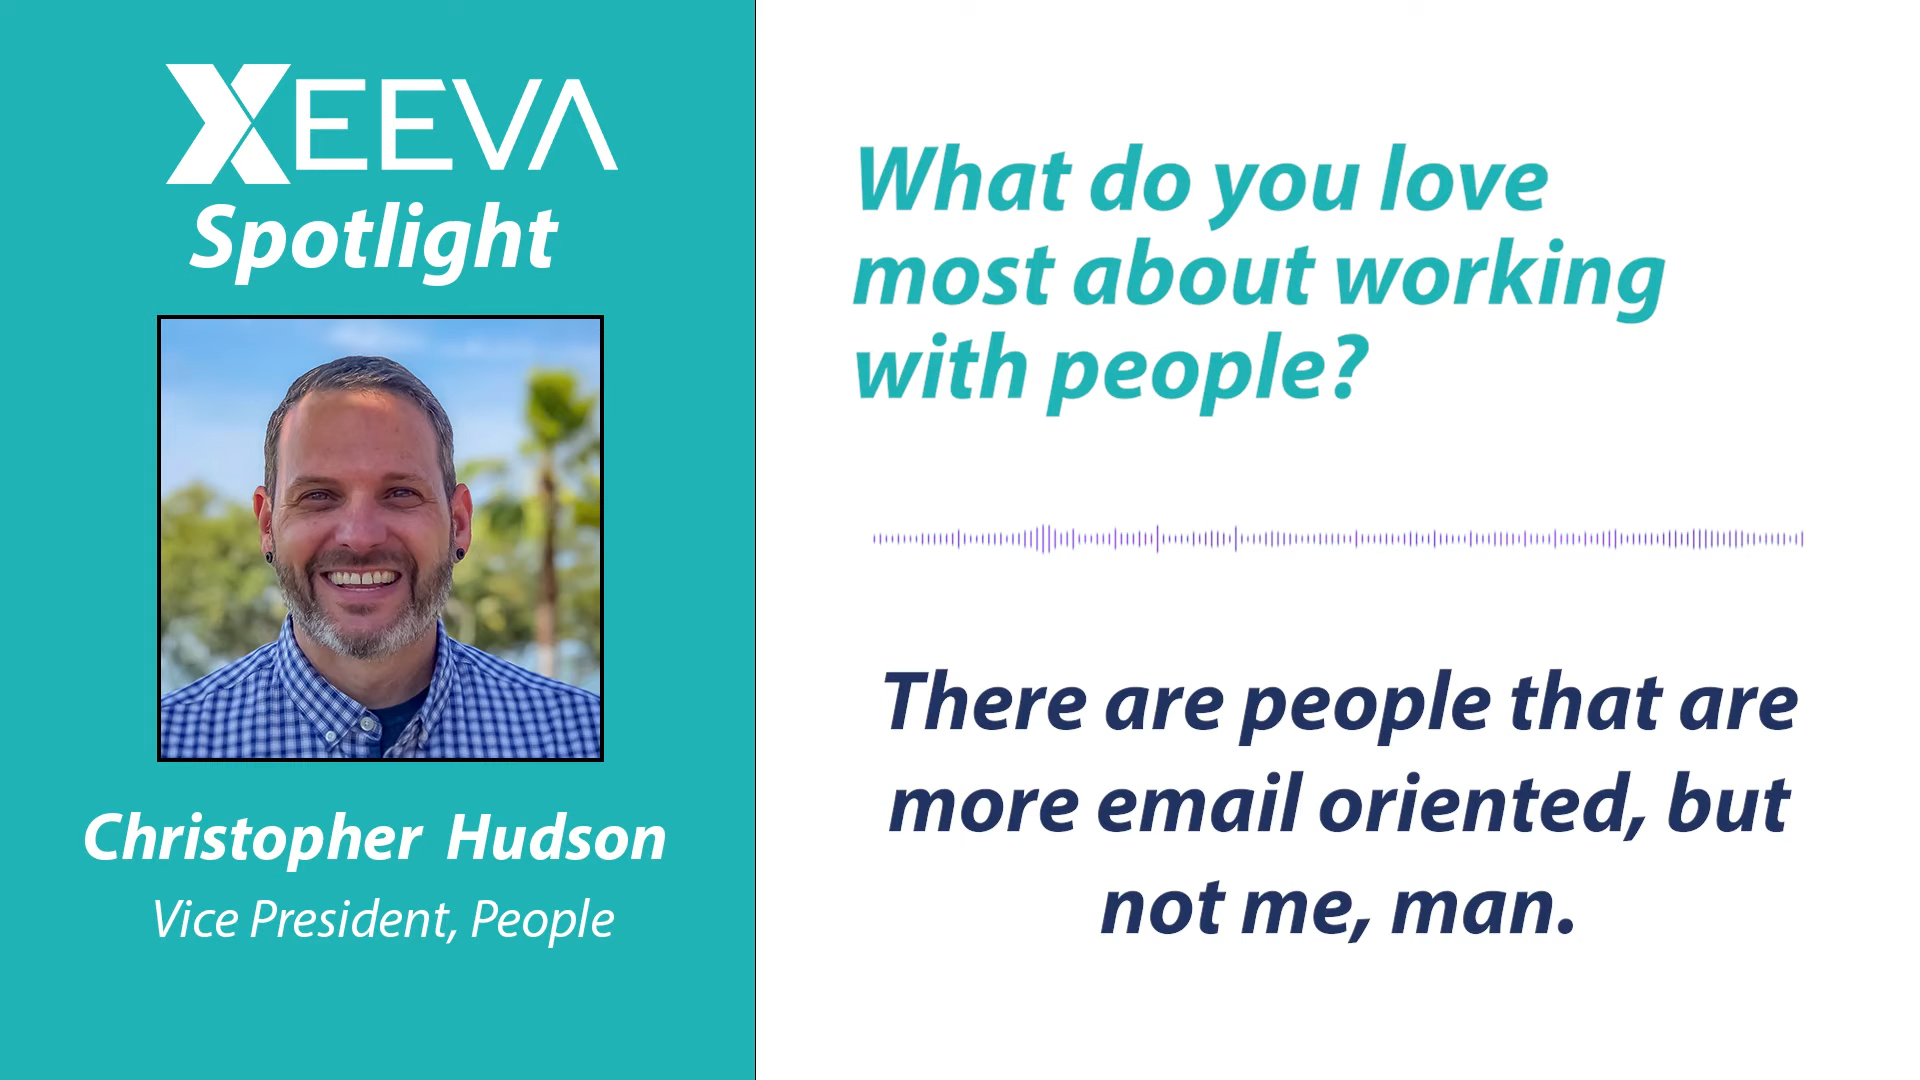 XEEVA
Spotlight
Christopher Hudson
Vice President, People
What do you love
most about working
with people?
There are people that are
more email oriented, but
not me, man.